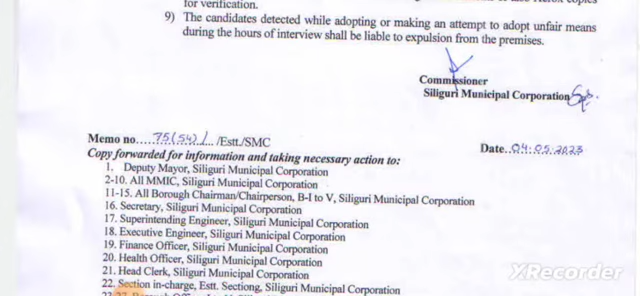 for verification.
9) The candidates detected while adopting or making an attempt to adopt unfair means
during the hours of interview shall be liable to expulsion from the premises.
Commissioner
Siliguri Municipal Corporation
Memo no....75(54)/... /Estt./SMC
Date..04.05.2023
Copy forwarded for information and taking necessary action to:
1. Deputy Mayor, Siliguri Municipal Corporation
2-10. All MMIC, Siliguri Municipal Corporation
11-15. All Borough Chairman/Chairperson, B-I to V, Siliguri Municipal Corporation
16. Secretary, Siliguri Municipal Corporation
17. Superintending Engineer, Siliguri Municipal Corporation
18. Executive Engineer, Siliguri Municipal Corporation
19. Finance Officer, Siliguri Municipal Corporation
20. Health Officer, Siliguri Municipal Corporation
21. Head Clerk, Siliguri Municipal Corporation
22. Section in-charge, Estt. Sectiong, Siliguri Municipal Corporation
XRecorder